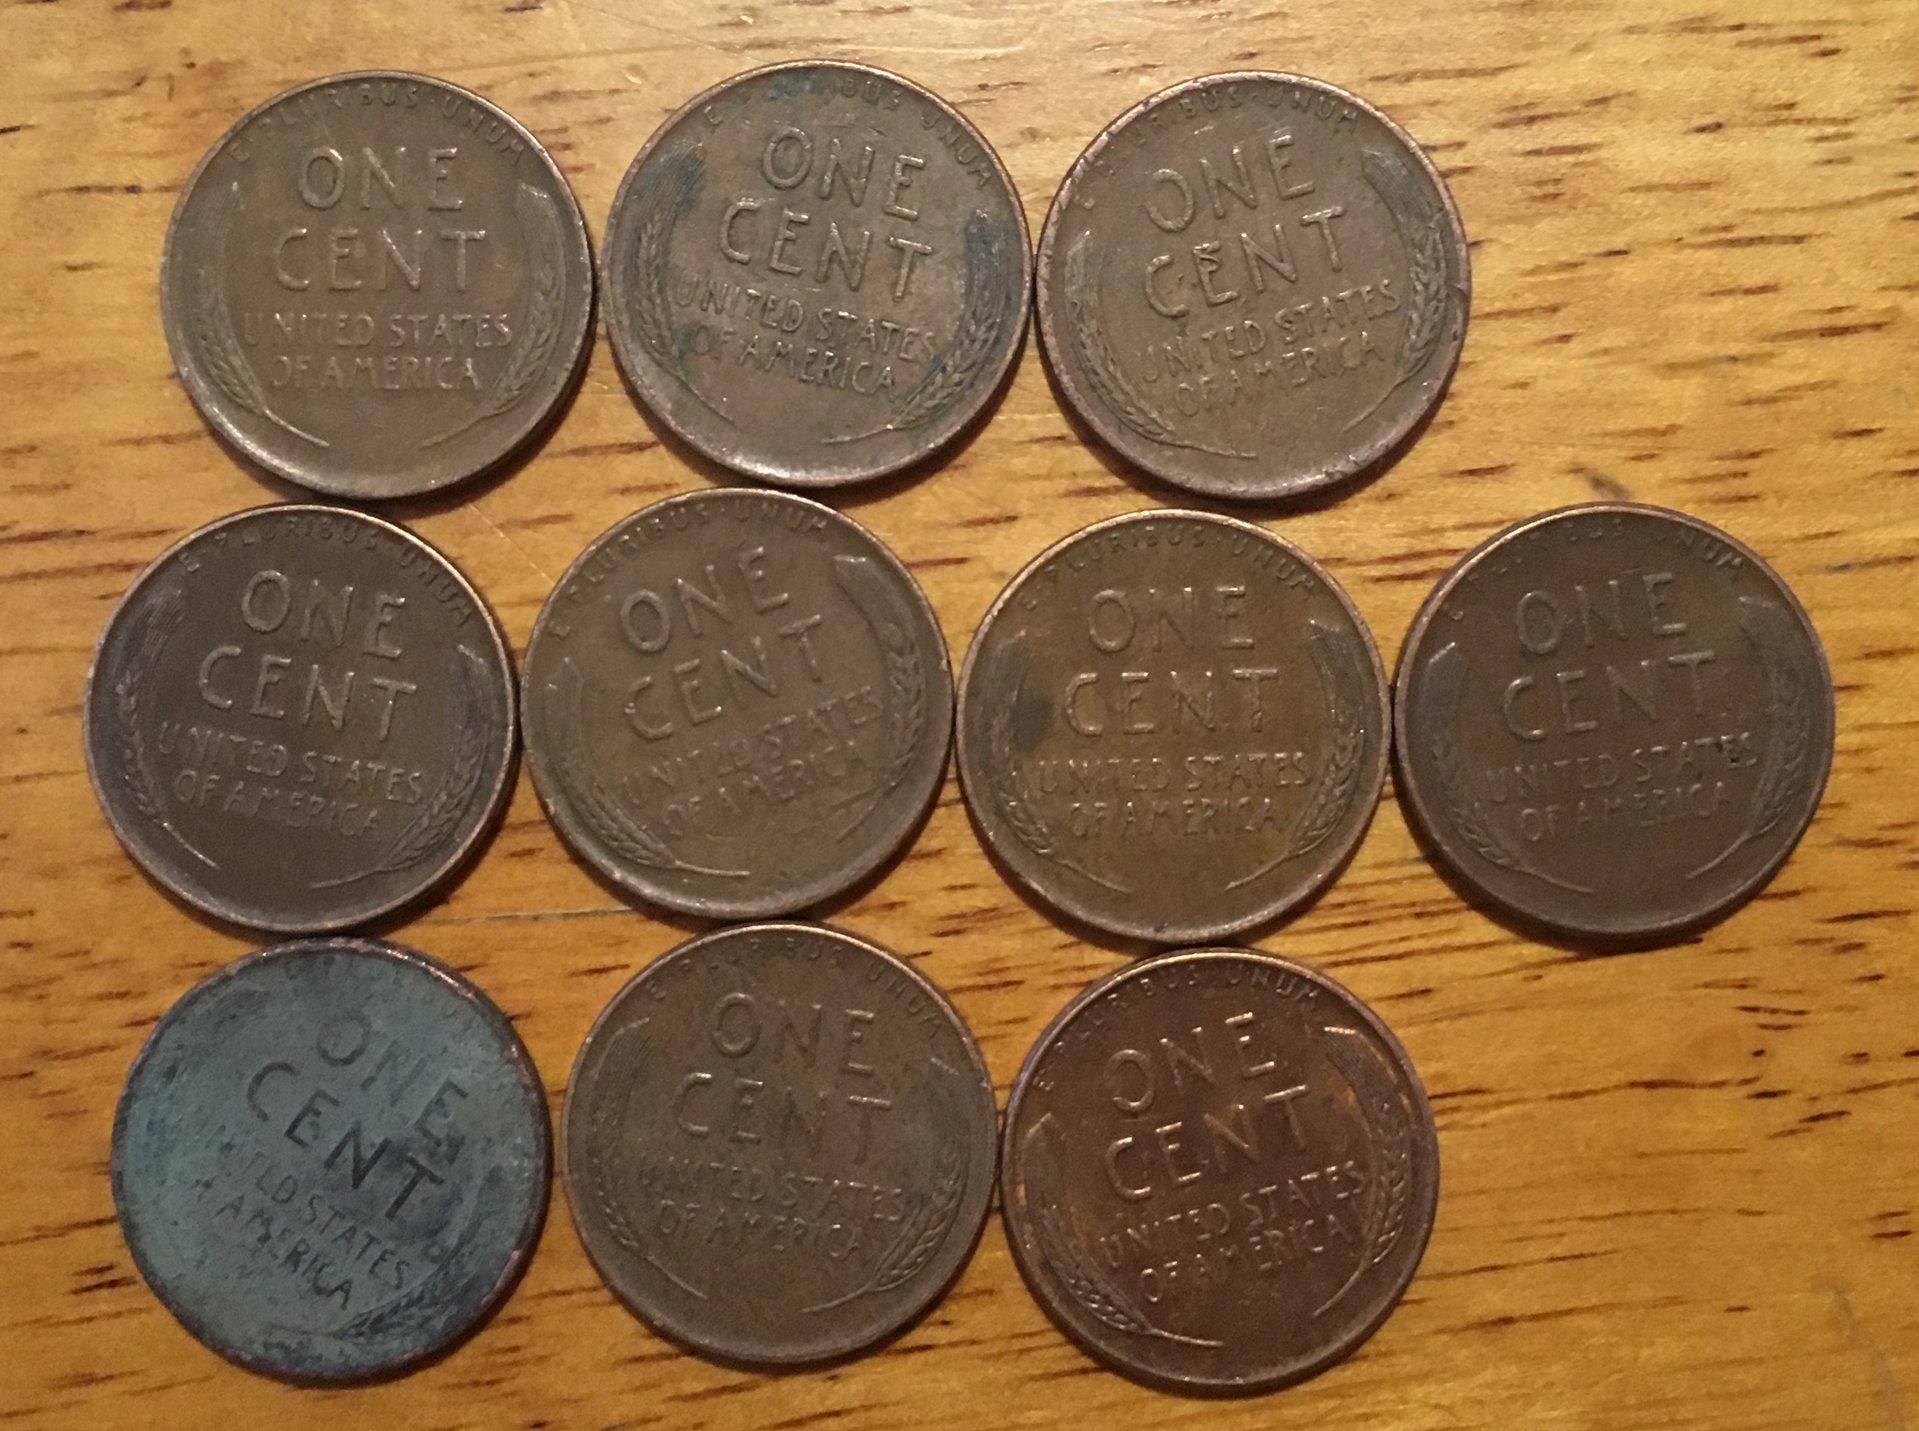 E PLURIBUS UNUM
ONE
CENT
UNITED STATES
OF AMERICA
E BUS UNUM
ONE
CENT
UNITED STATES
OF AMERICA
E PLURIBUS UNUM
ONE
CENT
UNITED STATES
OF AMERICA
E PLURIBUS UNUM
ONE
CENT
UNITED STATES
OF AMERICA
E PLURIBUS UNUM
ONE
CENT
UNITED STATES
OF AMERICA
E PLURIBUS UNUM
ONE
CENT
UNITED STATES
OF AMERICA
E PLURIBUS UNUM
ONE
CENT
UNITED STATES
OF AMERICA
ONE
CENT
STATES
AMERICA
E PLURIBUS UNUM
ONE
CENT
UNITED STATES
OF AMERICA
E PLURIBUS UNUM
ONE
CENT
UNITED STATES
OF AMERICA